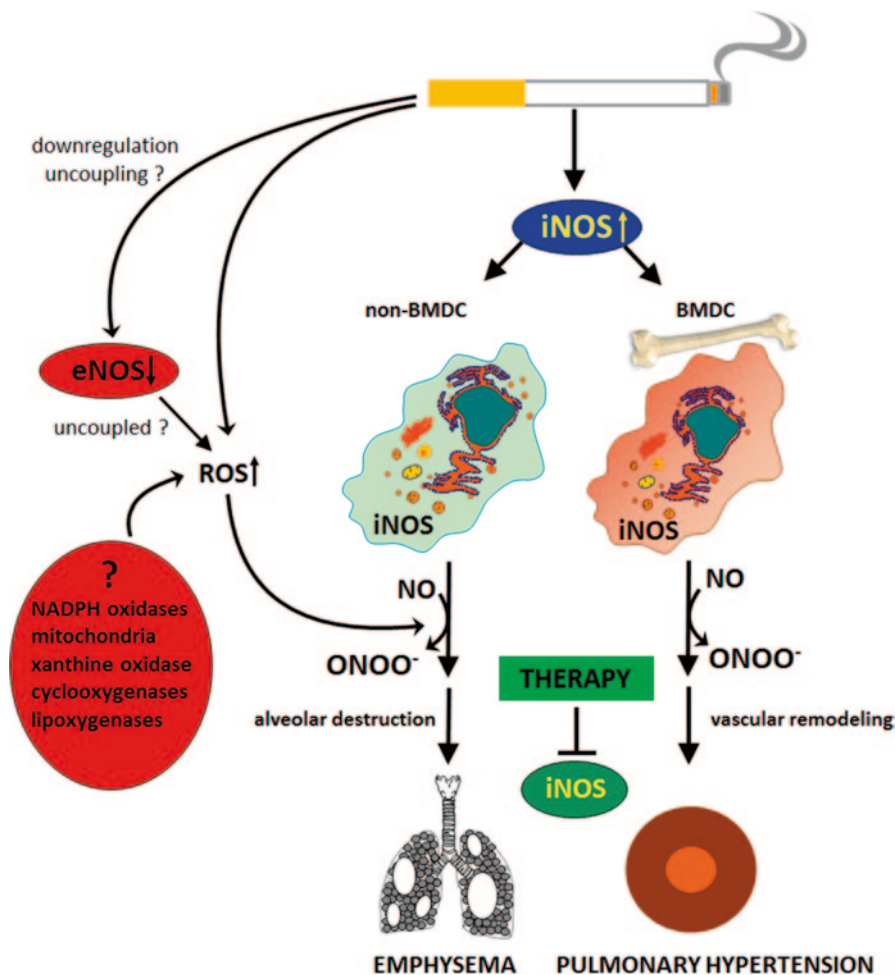 downregulation
uncoupling ?
iNOS↑
non-BMDC
BMDC
eNOS↓
uncoupled ?
ROS↑
iNOS
iNOS
?
NADPH oxidases
mitochondria
xanthine oxidase
cyclooxygenases
lipoxygenases
NO
ONOO⁻
NO
ONOO⁻
THERAPY
alveolar destruction
vascular remodeling
iNOS
EMPHYSEMA
PULMONARY HYPERTENSION